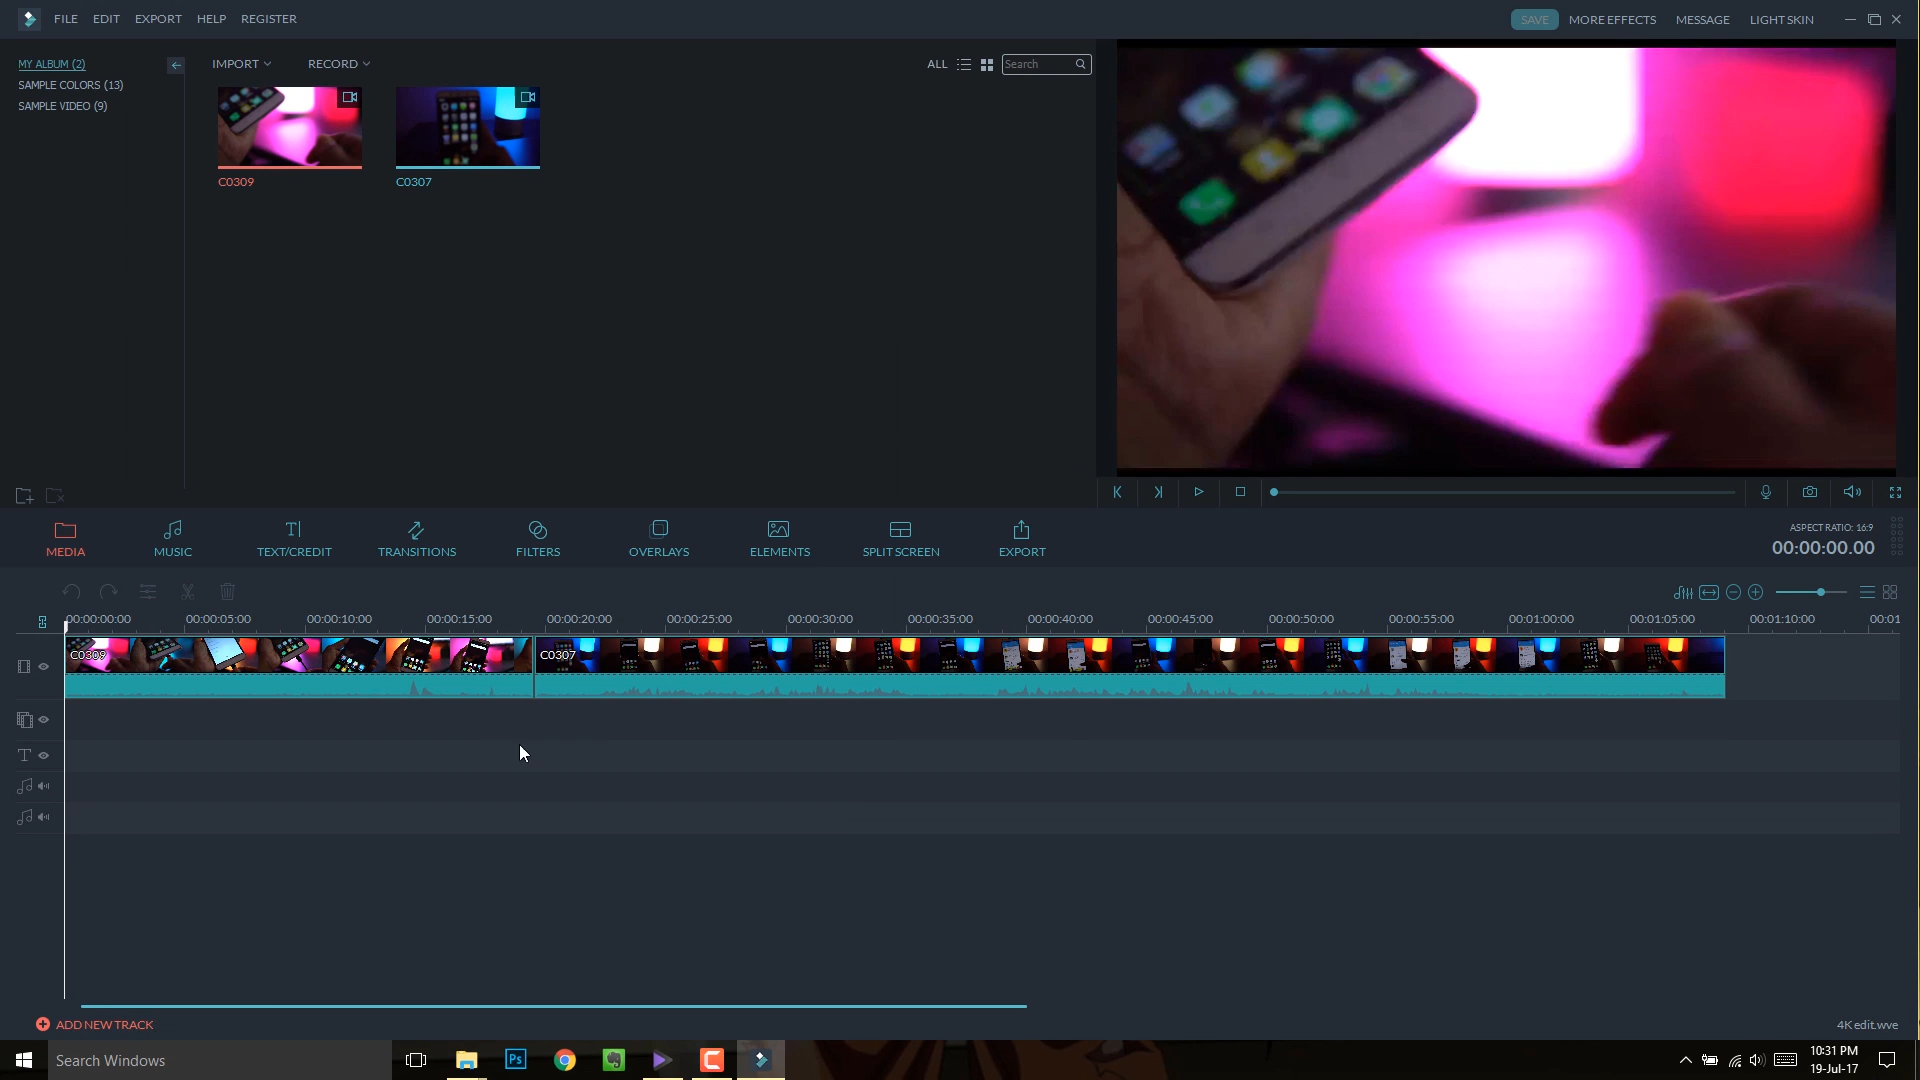 FILE EDIT EXPORT HELP REGISTER
SAVE MORE EFFECTS MESSAGE LIGHT SKIN
MY ALBUM (2)
SAMPLE COLORS (13)
SAMPLE VIDEO (9)
IMPORT RECORD
ALL Search
C0309 C0307
MEDIA MUSIC TEXT/CREDIT TRANSITIONS FILTERS OVERLAYS ELEMENTS SPLIT SCREEN EXPORT
ASPECT RATIO: 16:9
00:00:00.00
00:00:00:00 00:00:05:00 00:00:10:00 00:00:15:00 00:00:20:00 00:00:25:00 00:00:30:00 00:00:35:00 00:00:40:00 00:00:45:00 00:00:50:00 00:00:55:00 00:01:00:00 00:01:05:00 00:01:10:00 00:01
C0309 C0307
T
ADD NEW TRACK
4K edit.wve
Search Windows
Ps
10:31 PM
19-Jul-17